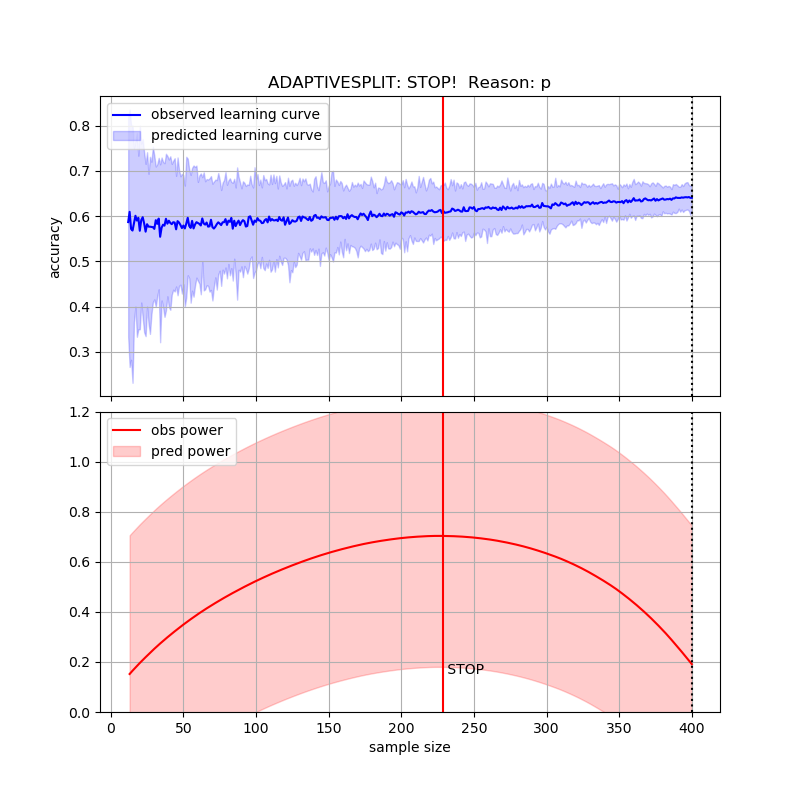 ADAPTIVESPLIT: STOP!  Reason: p
observed learning curve
predicted learning curve
0.8
0.7
0.6
0.5
0.4
0.3
accuracy
obs power
pred power
1.2
1.0
0.8
0.6
0.4
0.2
0.0
STOP
0 50 100 150 200 250 300 350 400
sample size